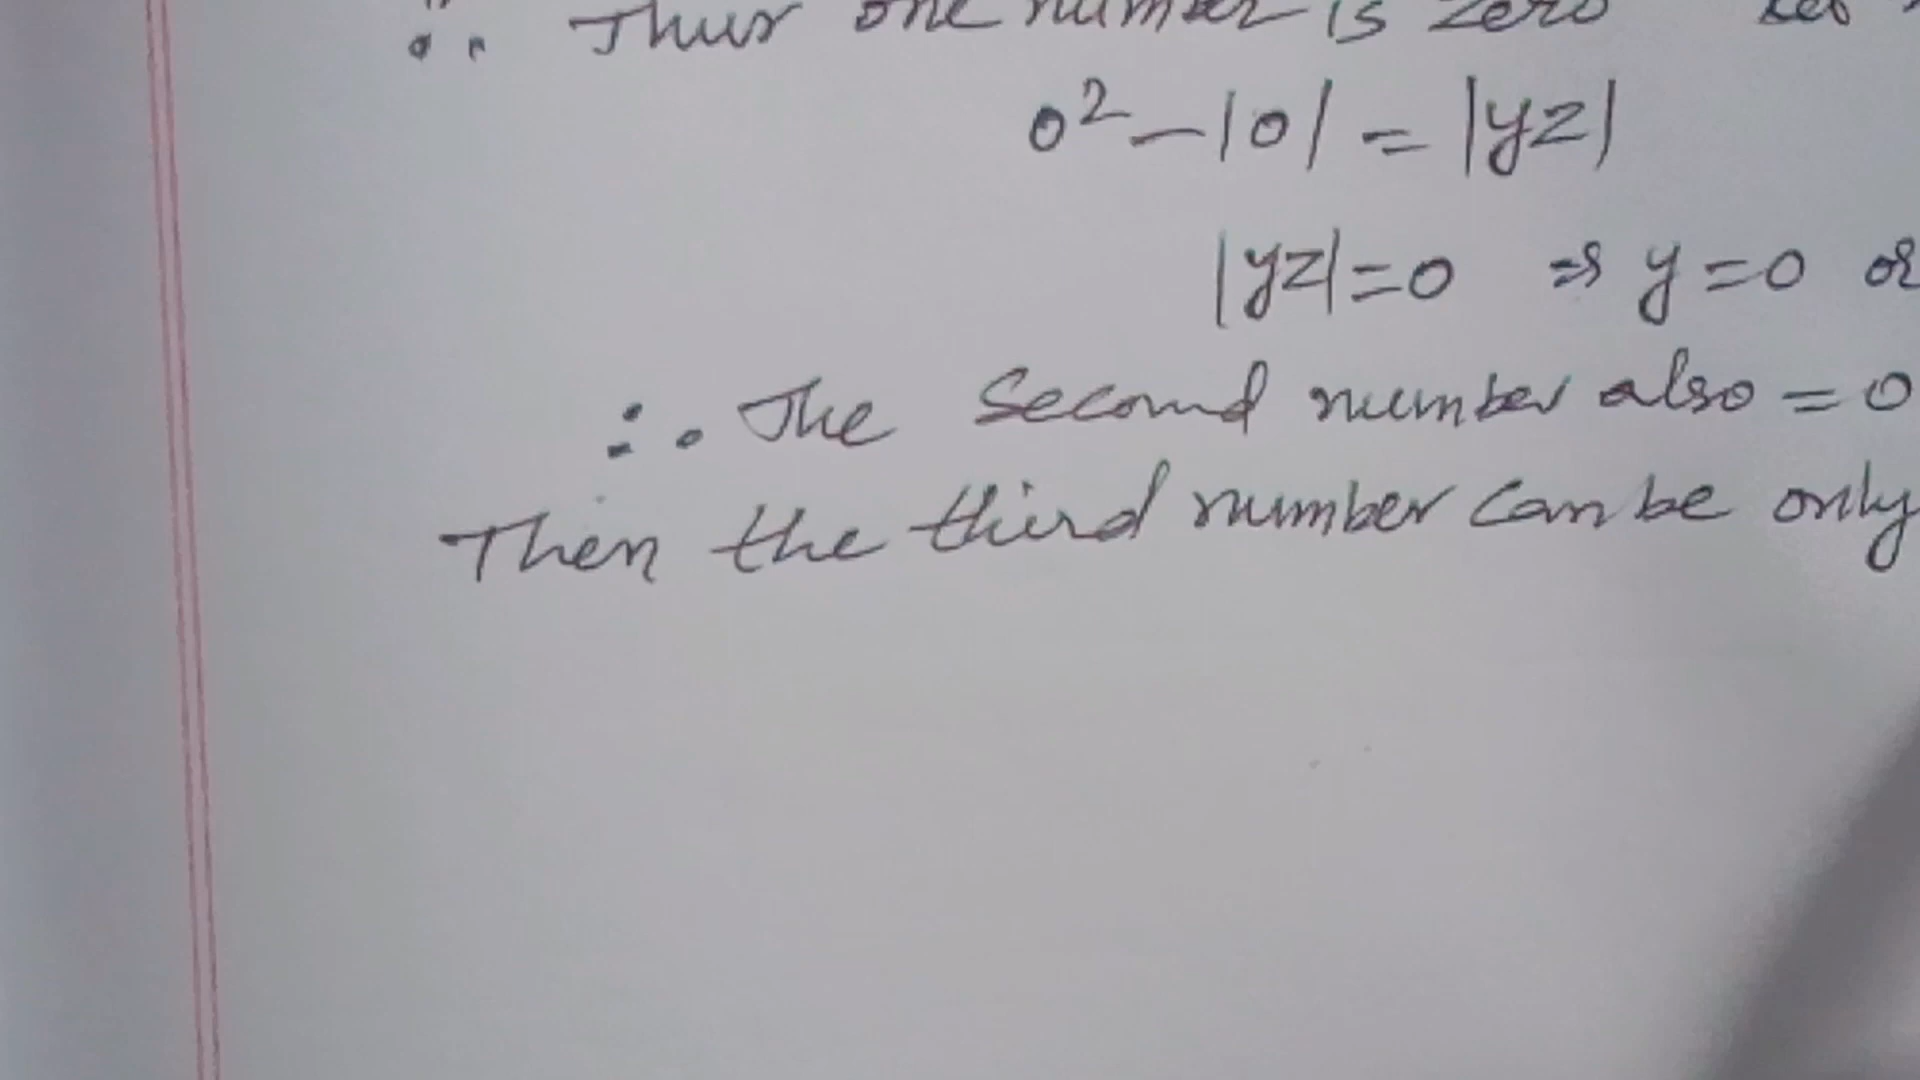 ∴ Thus one number is zero Let
0² - |0| = |yz|
|yz| = 0 ⇒ y = 0 or
∴ The Second number also = 0
Then the third number can be only